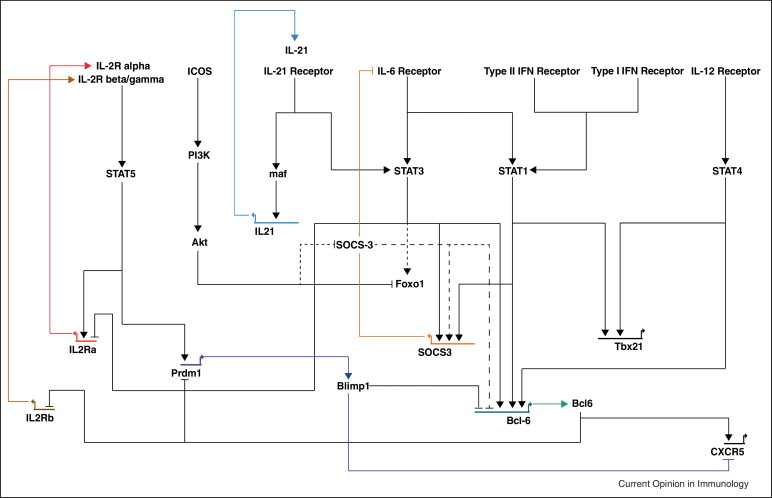 IL-21
IL-2R alpha
IL-2R beta/gamma
ICOS
IL-21 Receptor
IL-6 Receptor
Type II IFN Receptor
Type I IFN Receptor
IL-12 Receptor
PI3K
STAT5
maf
STAT3
STAT1
STAT4
IL21
Akt
SOCS-3
Foxo1
IL2Ra
SOCS3
Tbx21
Prdm1
Blimp1
IL2Rb
Bcl-6
Bcl6
CXCR5
Current Opinion in Immunology